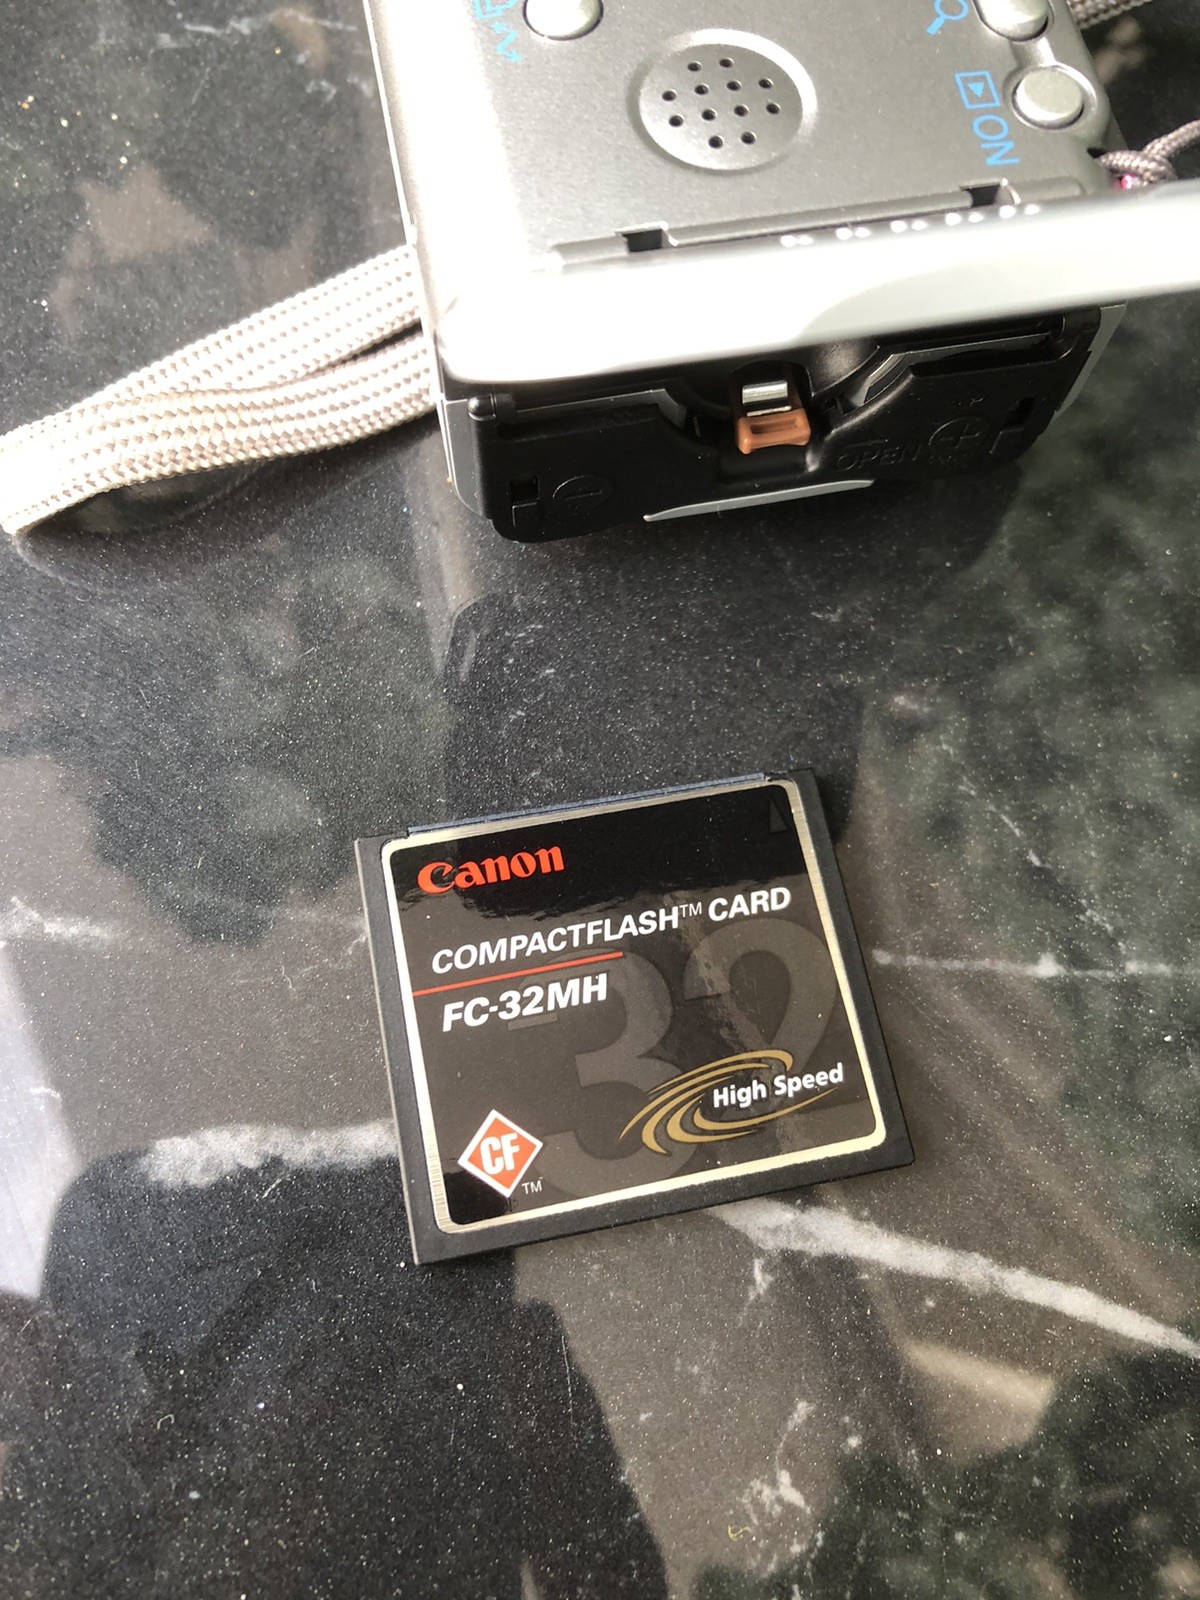 ON
OPEN
Canon
COMPACTFLASH™ CARD
FC-32MH
32
High Speed
CF
TM